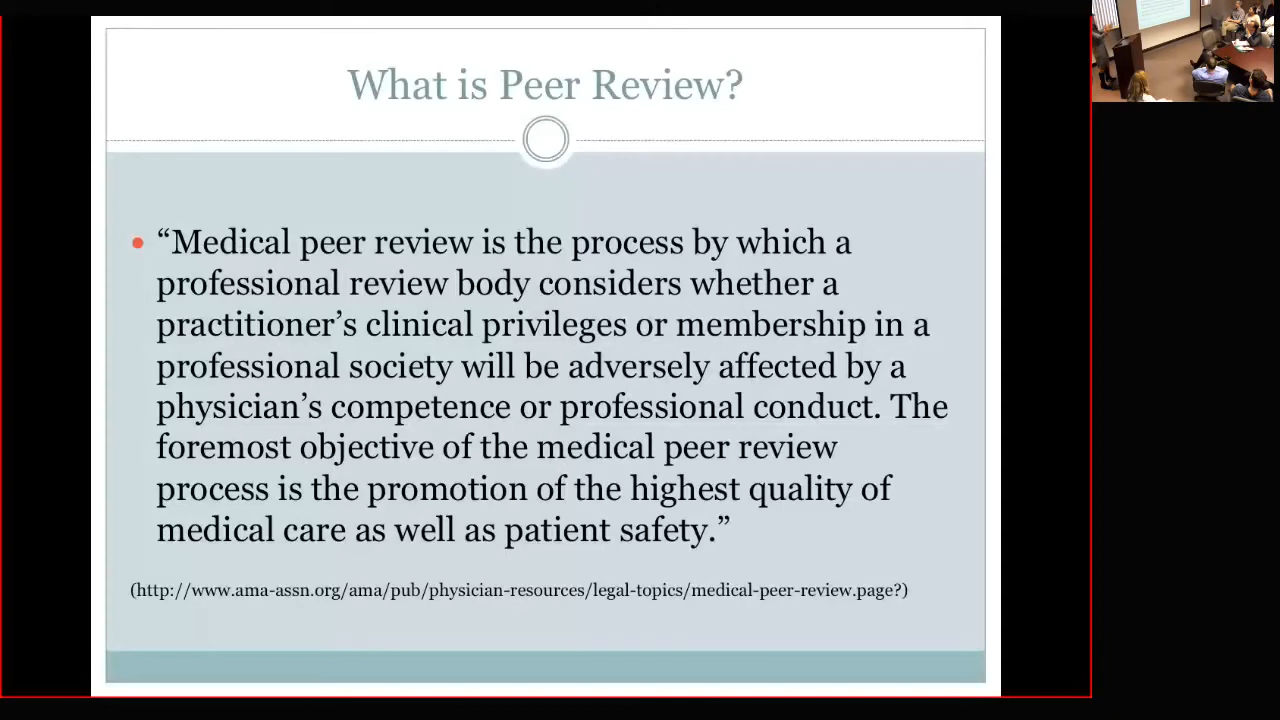 What is Peer Review?
• “Medical peer review is the process by which a
professional review body considers whether a
practitioner’s clinical privileges or membership in a
professional society will be adversely affected by a
physician’s competence or professional conduct. The
foremost objective of the medical peer review
process is the promotion of the highest quality of
medical care as well as patient safety.”
(http://www.ama-assn.org/ama/pub/physician-resources/legal-topics/medical-peer-review.page?)